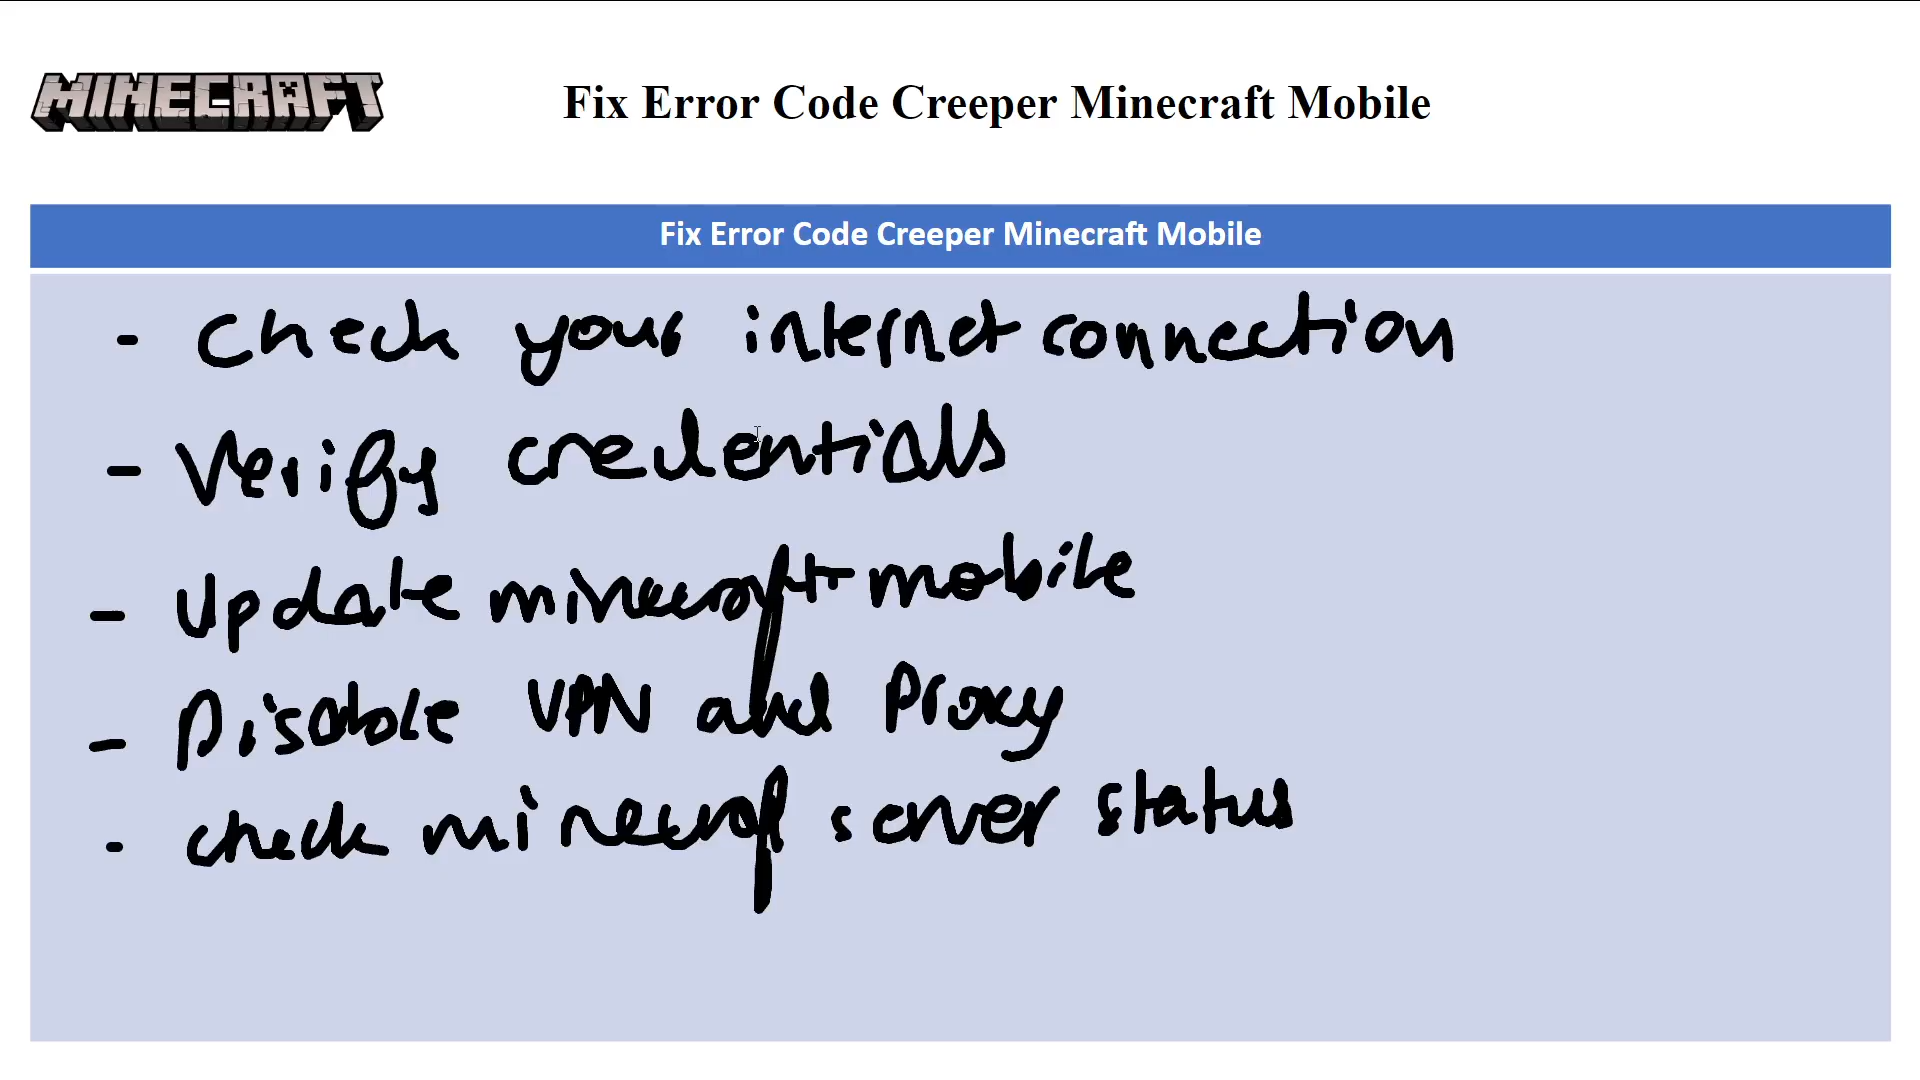 MINECRAFT
Fix Error Code Creeper Minecraft Mobile
Fix Error Code Creeper Minecraft Mobile
- check your internet connection
- Verify credentials
- Update minecraft mobile
- Disable VPN and Proxy
- check minecraf server status